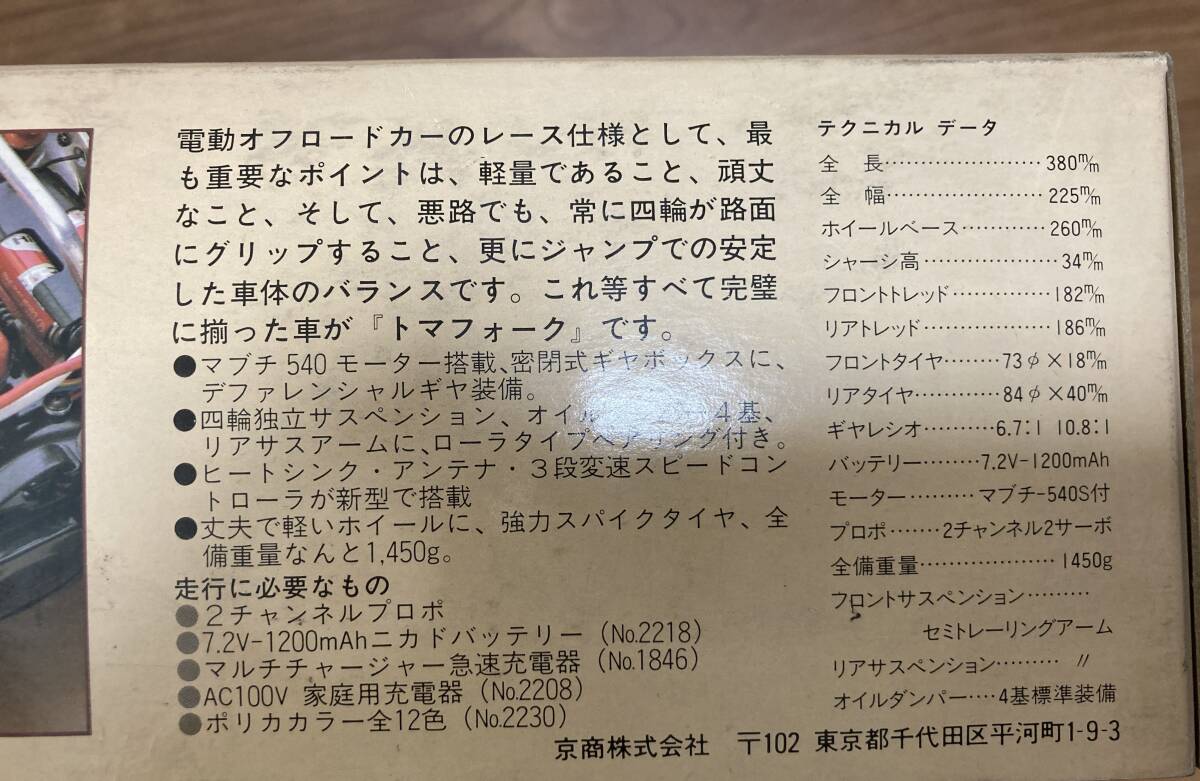 電動オフロードカーのレース仕様として、最
も重要なポイントは、軽量であること、頑丈
なこと、そして、悪路でも、常に四輪が路面
にグリップすること、更にジャンプでの安定
した車体のバランスです。これ等すべて完璧
に揃った車が『トマフォーク』です。
●マブチ540モーター搭載、密閉式ギヤボックスに、
デファレンシャルギヤ装備。
●四輪独立サスペンション、オイル 4基、
リアサスアームに、ローラタイプベアリング付き。
●ヒートシンク・アンテナ・3段変速スピードコン
トローラが新型で搭載
●丈夫で軽いホイールに、強力スパイクタイヤ、全
備重量なんと1,450g。
走行に必要なもの
●2チャンネルプロポ
●7.2V-1200mAhニカドバッテリー(No.2218)
●マルチチャージャー急速充電器(No.1846)
●AC100V 家庭用充電器(No.2208)
●ポリカカラー全12色(No.2230)
テクニカル データ
全 長…………………380m/m
全 幅…………………225m/m
ホイールベース…………260m/m
シャーシ高………………34m/m
フロントトレッド…………182m/m
リアトレッド………………186m/m
フロントタイヤ………73φ×18m/m
リアタイヤ…………84φ×40m/m
ギヤレシオ………6.7:1 10.8:1
バッテリー………7.2V-1200mAh
モーター………マブチ-540S付
プロポ……2チャンネル2サーボ
全備重量………………1450g
フロントサスペンション………
セミトレーリングアーム
リアサスペンション……… 〃
オイルダンパー……4基標準装備
京商株式会社 〒102 東京都千代田区平河町1-9-3